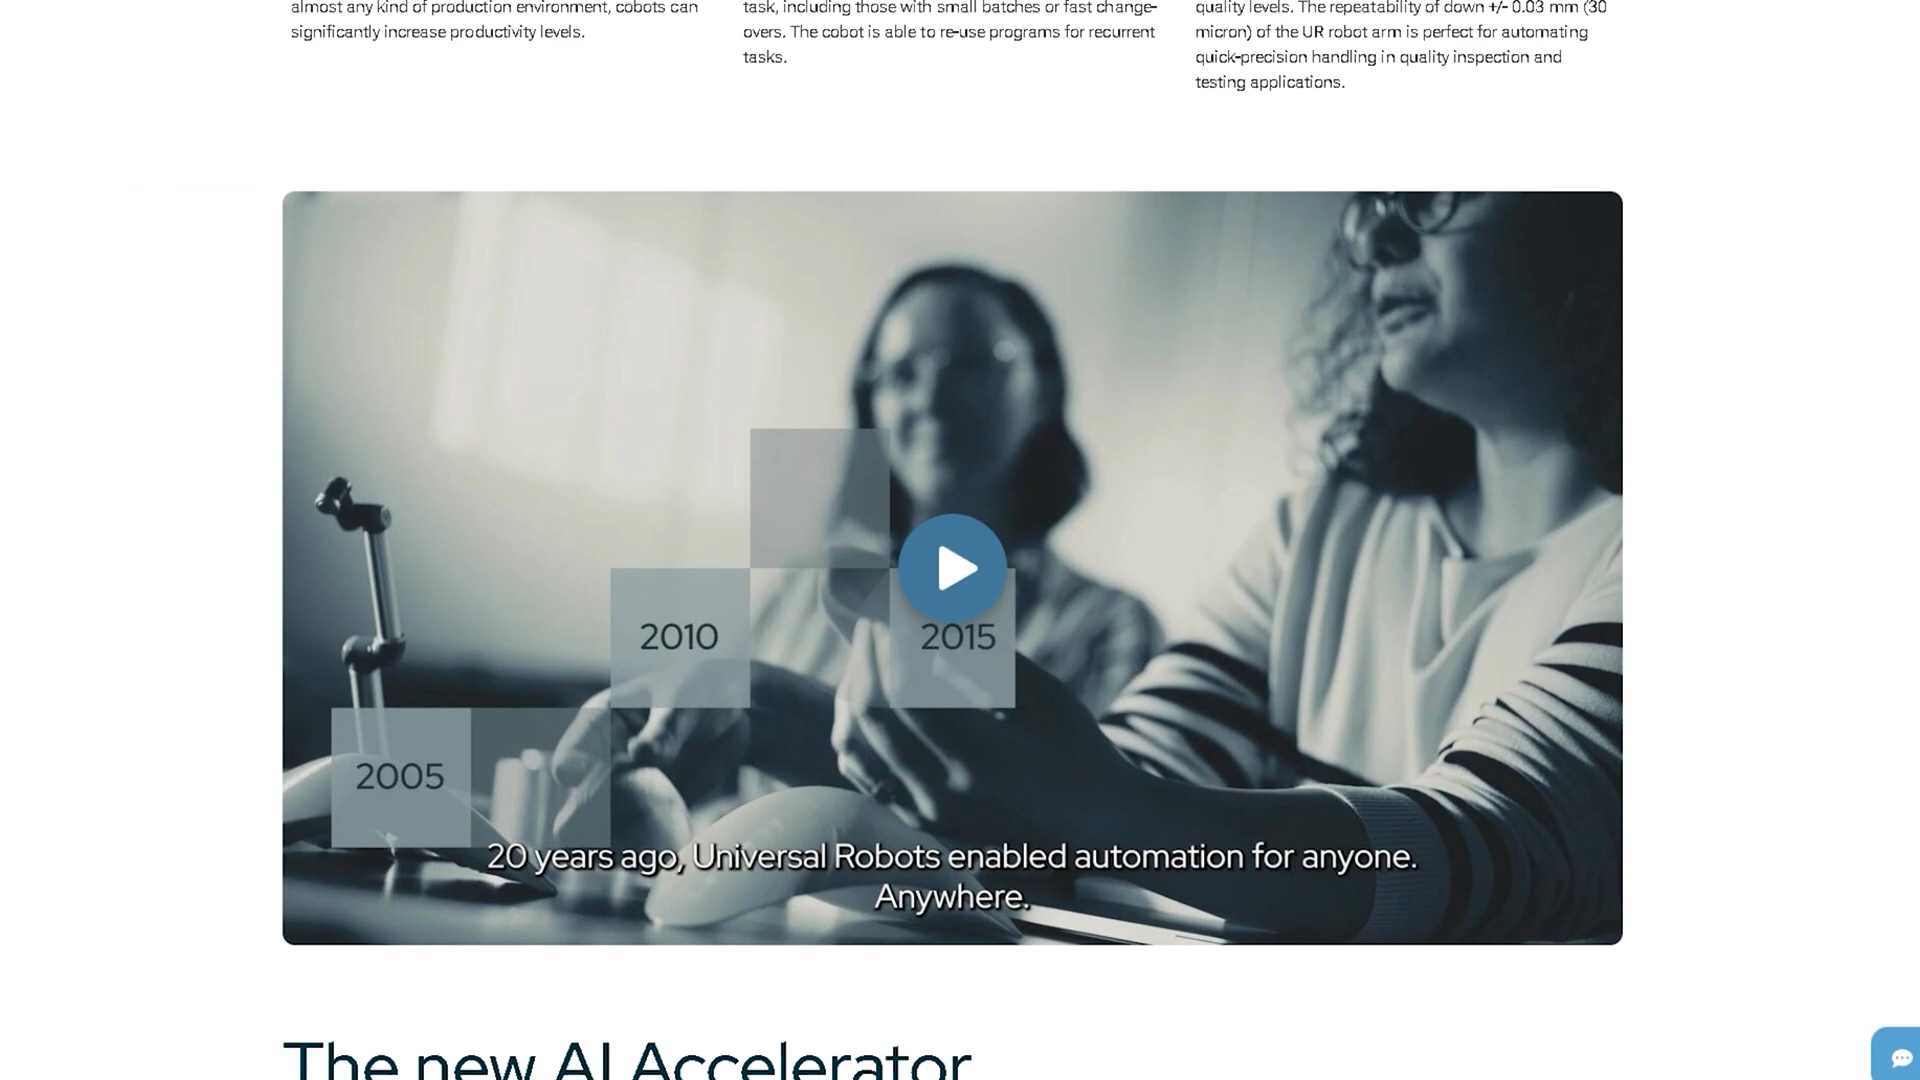 almost any kind of production environment, cobots can
significantly increase productivity levels.
task, including those with small batches or fast change-
overs. The cobot is able to re-use programs for recurrent
tasks.
quality levels. The repeatability of down +/- 0.03 mm (30
micron) of the UR robot arm is perfect for automating
quick-precision handling in quality inspection and
testing applications.
2010
2015
2005
20 years ago, Universal Robots enabled automation for anyone.
Anywhere.
The new AI Accelerator